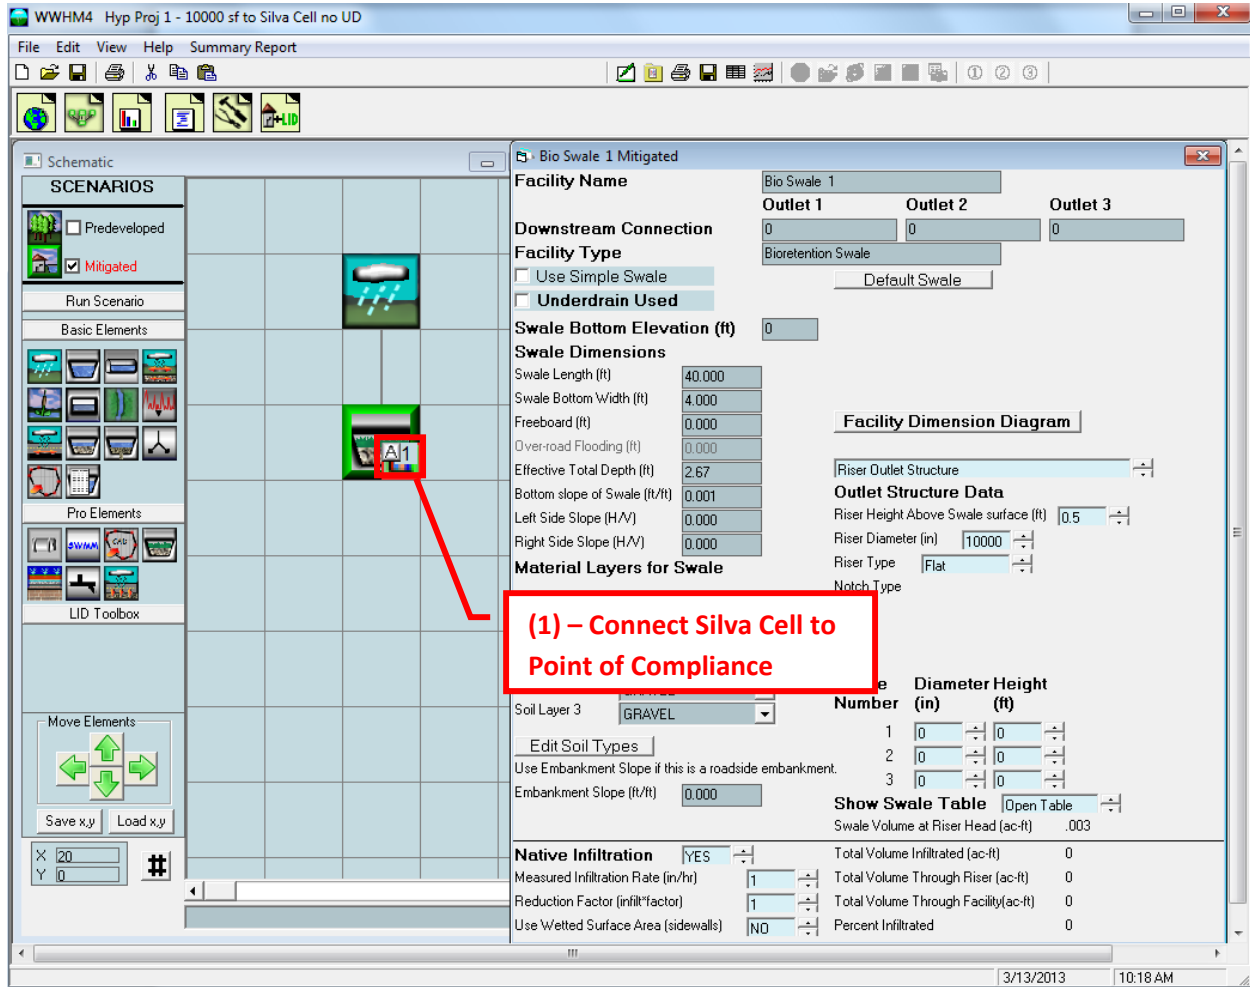 WWHM4 Hyp Proj 1 - 10000 sf to Silva Cell no UD
File Edit View Help Summary Report
Schematic
SCENARIOS
Predeveloped
Mitigated
Run Scenario
Basic Elements
Pro Elements
SWMM
LID Toolbox
Move Elements
Save x,y Load x,y
X 20
Y 0
#
A 1
(1) – Connect Silva Cell to
Point of Compliance
Bio Swale 1 Mitigated
Facility Name Bio Swale 1
Outlet 1 Outlet 2 Outlet 3
Downstream Connection 0 0 0
Facility Type Bioretention Swale
Use Simple Swale Default Swale
Underdrain Used
Swale Bottom Elevation (ft) 0
Swale Dimensions
Swale Length (ft) 40.000
Swale Bottom Width (ft) 4.000
Freeboard (ft) 0.000
Over-road Flooding (ft) 0.000
Effective Total Depth (ft) 2.67
Bottom slope of Swale (ft/ft) 0.001
Left Side Slope (H/V) 0.000
Right Side Slope (H/V) 0.000
Material Layers for Swale
Facility Dimension Diagram
Riser Outlet Structure
Outlet Structure Data
Riser Height Above Swale surface (ft) 0.5
Riser Diameter (in) 10000
Riser Type Flat
Notch Type
Soil Layer 3 GRAVEL
Edit Soil Types
Use Embankment Slope if this is a roadside embankment.
Embankment Slope (ft/ft) 0.000
Diameter Height
Number (in) (ft)
1 0 0
2 0 0
3 0 0
Show Swale Table Open Table
Swale Volume at Riser Head (ac-ft) .003
Native Infiltration YES
Measured Infiltration Rate (in/hr) 1
Reduction Factor (infilt*factor) 1
Use Wetted Surface Area (sidewalls) NO
Total Volume Infiltrated (ac-ft) 0
Total Volume Through Riser (ac-ft) 0
Total Volume Through Facility(ac-ft) 0
Percent Infiltrated 0
3/13/2013 10:18 AM